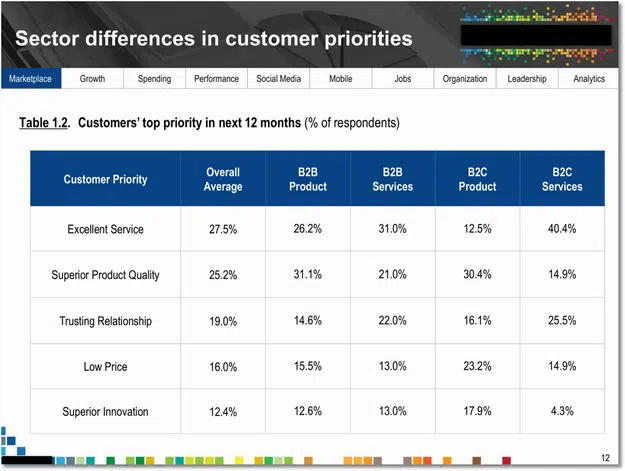 Sector differences in customer priorities
Marketplace Growth Spending Performance Social Media Mobile Jobs Organization Leadership Analytics
Table 1.2. Customers' top priority in next 12 months (% of respondents)
Customer Priority Overall Average B2B Product B2B Services B2C Product B2C Services
Excellent Service 27.5% 26.2% 31.0% 12.5% 40.4%
Superior Product Quality 25.2% 31.1% 21.0% 30.4% 14.9%
Trusting Relationship 19.0% 14.6% 22.0% 16.1% 25.5%
Low Price 16.0% 15.5% 13.0% 23.2% 14.9%
Superior Innovation 12.4% 12.6% 13.0% 17.9% 4.3%
12